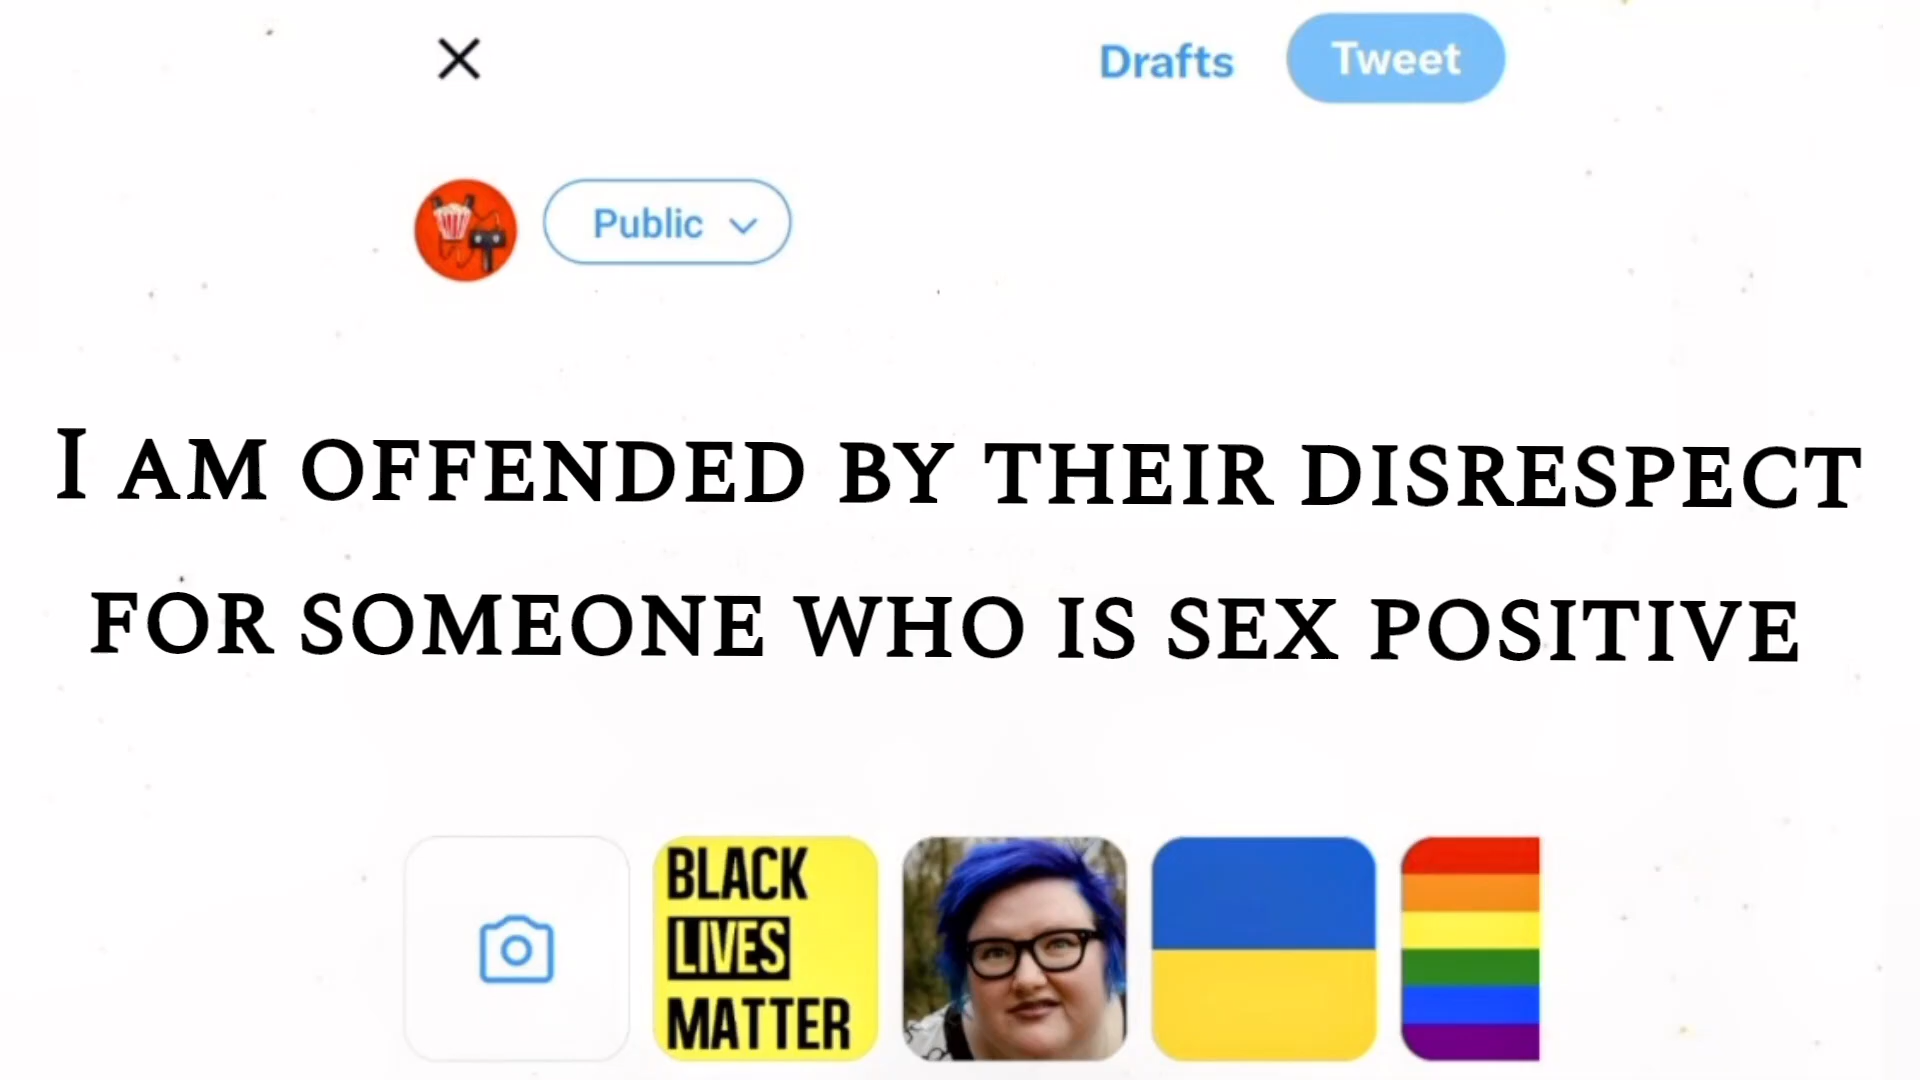 Drafts Tweet
Public
I AM OFFENDED BY THEIR DISRESPECT
FOR SOMEONE WHO IS SEX POSITIVE
BLACK
LIVES
MATTER